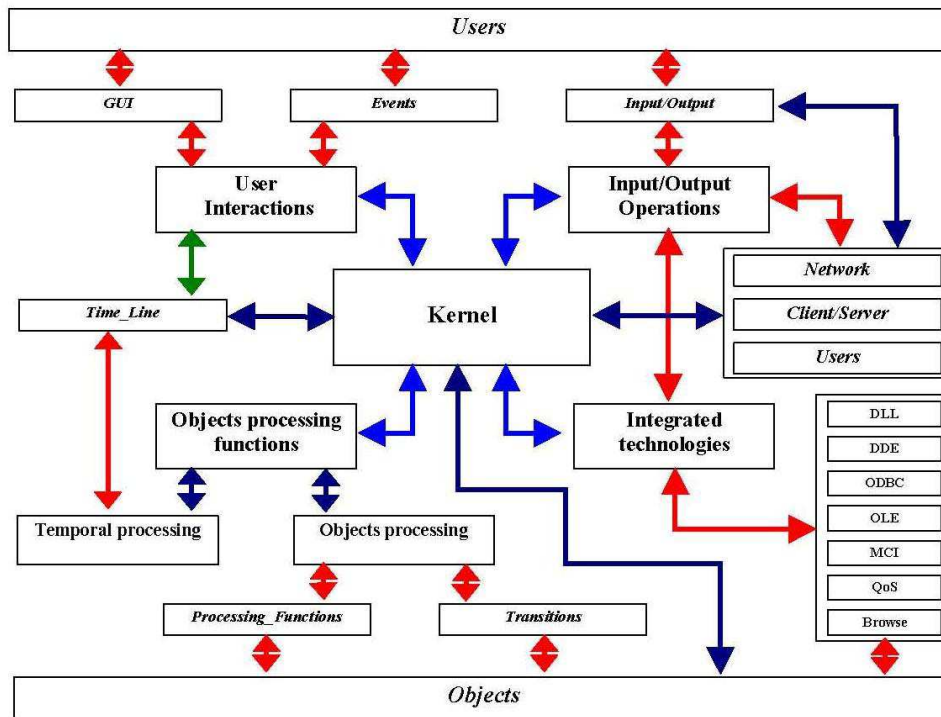 Users
GUI
Events
Input/Output
User
Interactions
Input/Output
Operations
Network
Client/Server
Users
Time_Line
Kernel
Objects processing
functions
Integrated
technologies
DLL
DDE
ODBC
OLE
MCI
QoS
Browse
Temporal processing
Objects processing
Processing_Functions
Transitions
Objects